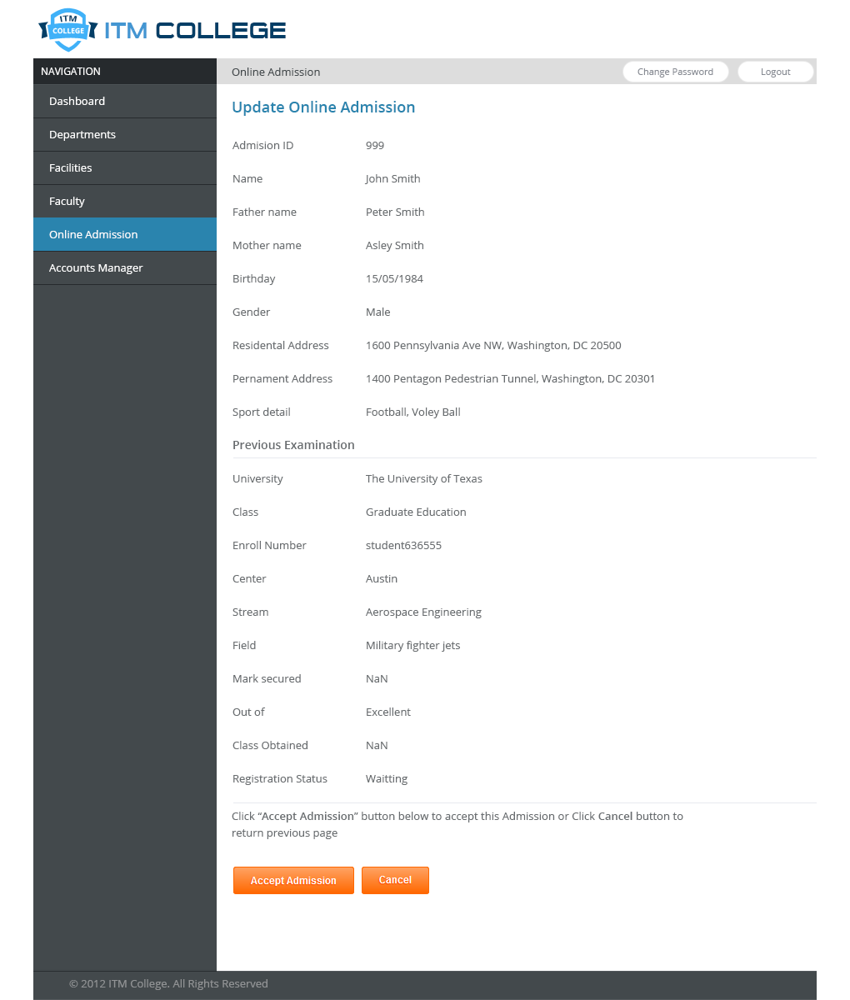 ITM
COLLEGE
ITM COLLEGE
NAVIGATION
Online Admission
Change Password
Logout
Dashboard
Departments
Facilities
Faculty
Online Admission
Accounts Manager
Update Online Admission
Admision ID 999
Name John Smith
Father name Peter Smith
Mother name Asley Smith
Birthday 15/05/1984
Gender Male
Residental Address 1600 Pennsylvania Ave NW, Washington, DC 20500
Pernament Address 1400 Pentagon Pedestrian Tunnel, Washington, DC 20301
Sport detail Football, Voley Ball
Previous Examination
University The University of Texas
Class Graduate Education
Enroll Number student636555
Center Austin
Stream Aerospace Engineering
Field Military fighter jets
Mark secured NaN
Out of Excellent
Class Obtained NaN
Registration Status Waitting
Click “Accept Admission” button below to accept this Admission or Click Cancel button to
return previous page
Accept Admission
Cancel
© 2012 ITM College. All Rights Reserved